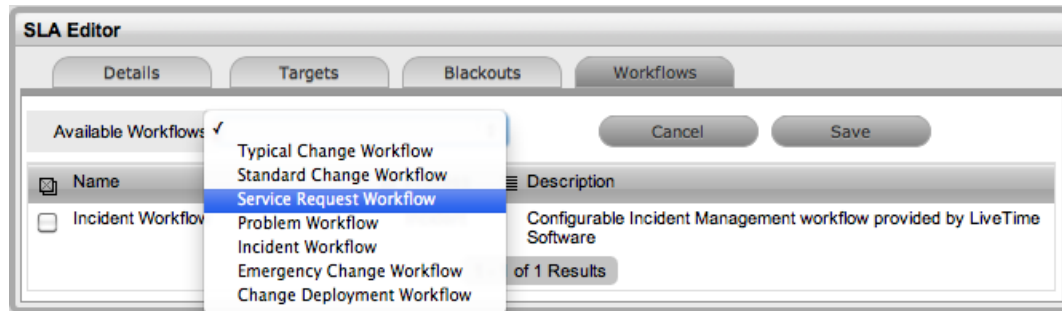 SLA Editor
Details Targets Blackouts Workflows
Available Workflows
Cancel Save
Typical Change Workflow
Standard Change Workflow
Service Request Workflow
Problem Workflow
Incident Workflow
Emergency Change Workflow
Change Deployment Workflow
Name Description
Incident Workflow Configurable Incident Management workflow provided by LiveTime
Software
of 1 Results